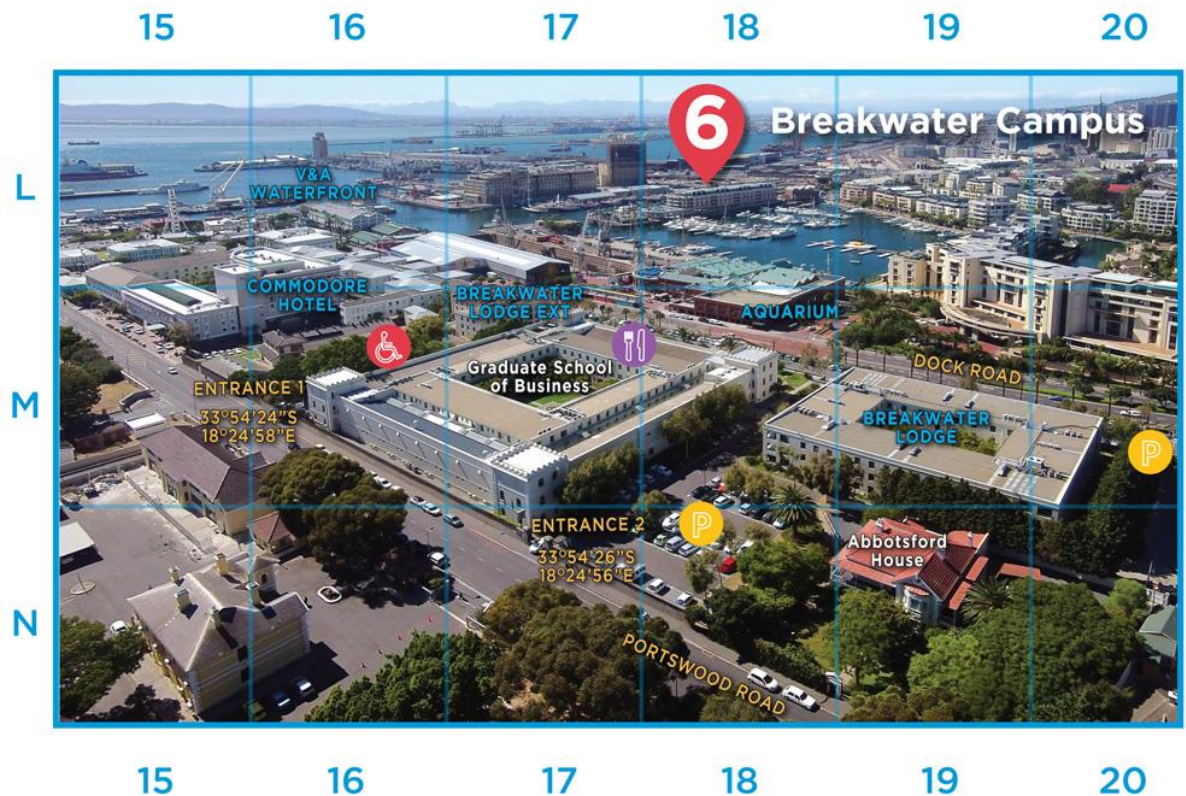 15 16 17 18 19 20
6 Breakwater Campus
L
V&A
WATERFRONT
COMMODORE
HOTEL
BREAKWATER
LODGE EXT
AQUARIUM
DOCK ROAD
Graduate School
of Business
ENTRANCE 1
33°54'24"S
18°24'58"E
M
BREAKWATER
LODGE
P
ENTRANCE 2
33°54'26"S
18°24'56"E
P
Abbotsford
House
N
PORTSWOOD ROAD
15 16 17 18 19 20